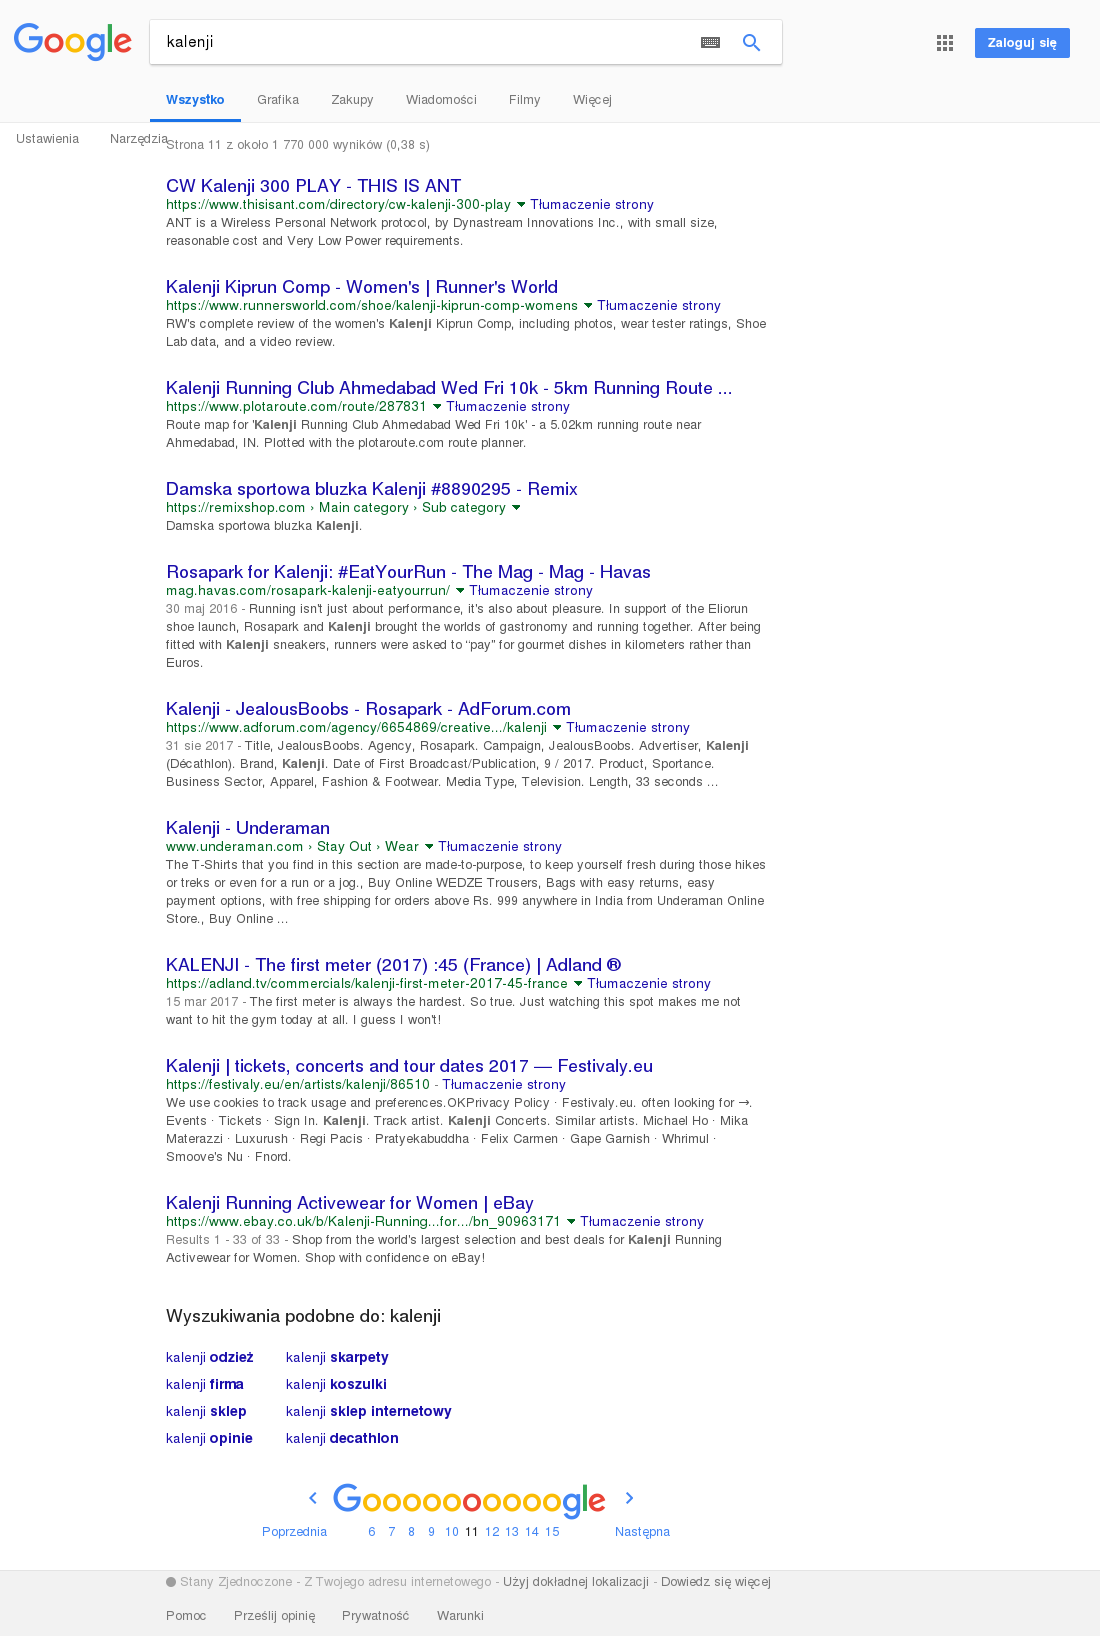 Google
kalenji
Zaloguj się
Wszystko Grafika Zakupy Wiadomości Filmy Więcej
Ustawienia Narzędzia
Strona 11 z około 1 770 000 wyników (0,38 s)
CW Kalenji 300 PLAY - THIS IS ANT
https://www.thisisant.com/directory/cw-kalenji-300-play Tłumaczenie strony
ANT is a Wireless Personal Network protocol, by Dynastream Innovations Inc., with small size,
reasonable cost and Very Low Power requirements.
Kalenji Kiprun Comp - Women's | Runner's World
https://www.runnersworld.com/shoe/kalenji-kiprun-comp-womens Tłumaczenie strony
RW's complete review of the women's Kalenji Kiprun Comp, including photos, wear tester ratings, Shoe
Lab data, and a video review.
Kalenji Running Club Ahmedabad Wed Fri 10k - 5km Running Route ...
https://www.plotaroute.com/route/287831 Tłumaczenie strony
Route map for 'Kalenji Running Club Ahmedabad Wed Fri 10k' - a 5.02km running route near
Ahmedabad, IN. Plotted with the plotaroute.com route planner.
Damska sportowa bluzka Kalenji #8890295 - Remix
https://remixshop.com › Main category › Sub category
Damska sportowa bluzka Kalenji.
Rosapark for Kalenji: #EatYourRun - The Mag - Mag - Havas
mag.havas.com/rosapark-kalenji-eatyourrun/ Tłumaczenie strony
30 maj 2016 - Running isn't just about performance, it's also about pleasure. In support of the Eliorun
shoe launch, Rosapark and Kalenji brought the worlds of gastronomy and running together. After being
fitted with Kalenji sneakers, runners were asked to “pay” for gourmet dishes in kilometers rather than
Euros.
Kalenji - JealousBoobs - Rosapark - AdForum.com
https://www.adforum.com/agency/6654869/creative.../kalenji Tłumaczenie strony
31 sie 2017 - Title, JealousBoobs. Agency, Rosapark. Campaign, JealousBoobs. Advertiser, Kalenji
(Décathlon). Brand, Kalenji. Date of First Broadcast/Publication, 9 / 2017. Product, Sportance.
Business Sector, Apparel, Fashion & Footwear. Media Type, Television. Length, 33 seconds ...
Kalenji - Underaman
www.underaman.com › Stay Out › Wear Tłumaczenie strony
The T-Shirts that you find in this section are made-to-purpose, to keep yourself fresh during those hikes
or treks or even for a run or a jog., Buy Online WEDZE Trousers, Bags with easy returns, easy
payment options, with free shipping for orders above Rs. 999 anywhere in India from Underaman Online
Store., Buy Online ...
KALENJI - The first meter (2017) :45 (France) | Adland ®
https://adland.tv/commercials/kalenji-first-meter-2017-45-france Tłumaczenie strony
15 mar 2017 - The first meter is always the hardest. So true. Just watching this spot makes me not
want to hit the gym today at all. I guess I won't!
Kalenji | tickets, concerts and tour dates 2017 — Festivaly.eu
https://festivaly.eu/en/artists/kalenji/86510 - Tłumaczenie strony
We use cookies to track usage and preferences.OKPrivacy Policy · Festivaly.eu. often looking for →.
Events · Tickets · Sign In. Kalenji. Track artist. Kalenji Concerts. Similar artists. Michael Ho · Mika
Materazzi · Luxurush · Regi Pacis · Pratyekabuddha · Felix Carmen · Gape Garnish · Whrimul ·
Smoove's Nu · Fnord.
Kalenji Running Activewear for Women | eBay
https://www.ebay.co.uk/b/Kalenji-Running...for.../bn_90963171 Tłumaczenie strony
Results 1 - 33 of 33 - Shop from the world's largest selection and best deals for Kalenji Running
Activewear for Women. Shop with confidence on eBay!
Wyszukiwania podobne do: kalenji
kalenji odzież kalenji skarpety
kalenji firma kalenji koszulki
kalenji sklep kalenji sklep internetowy
kalenji opinie kalenji decathlon
Goooooooooogle
Poprzednia 6 7 8 9 10 11 12 13 14 15 Następna
Stany Zjednoczone - Z Twojego adresu internetowego - Użyj dokładnej lokalizacji - Dowiedz się więcej
Pomoc Prześlij opinię Prywatność Warunki